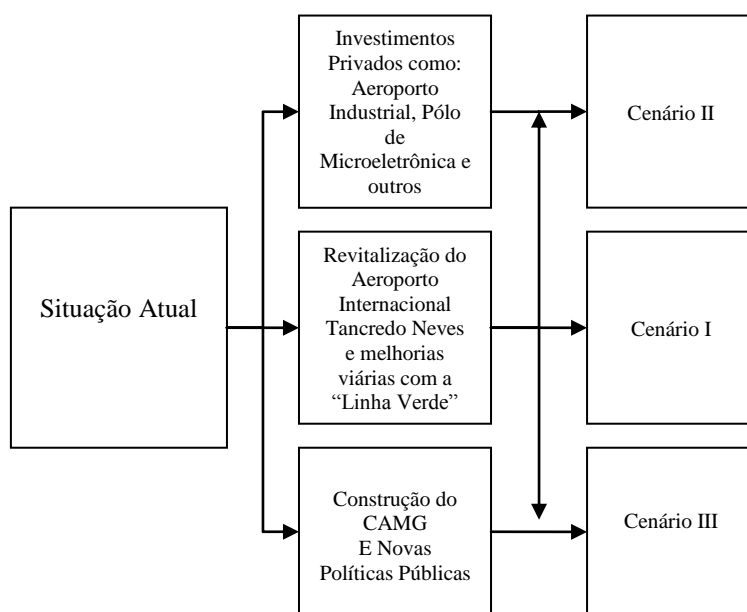 Investimentos
Privados como:
Aeroporto
Industrial, Pólo
de
Microeletrônica e
outros
Cenário II
Situação Atual
Revitalização do
Aeroporto
Internacional
Tancredo Neves
e melhorias
viárias com a
“Linha Verde”
Cenário I
Construção do
CAMG
E Novas
Políticas Públicas
Cenário III